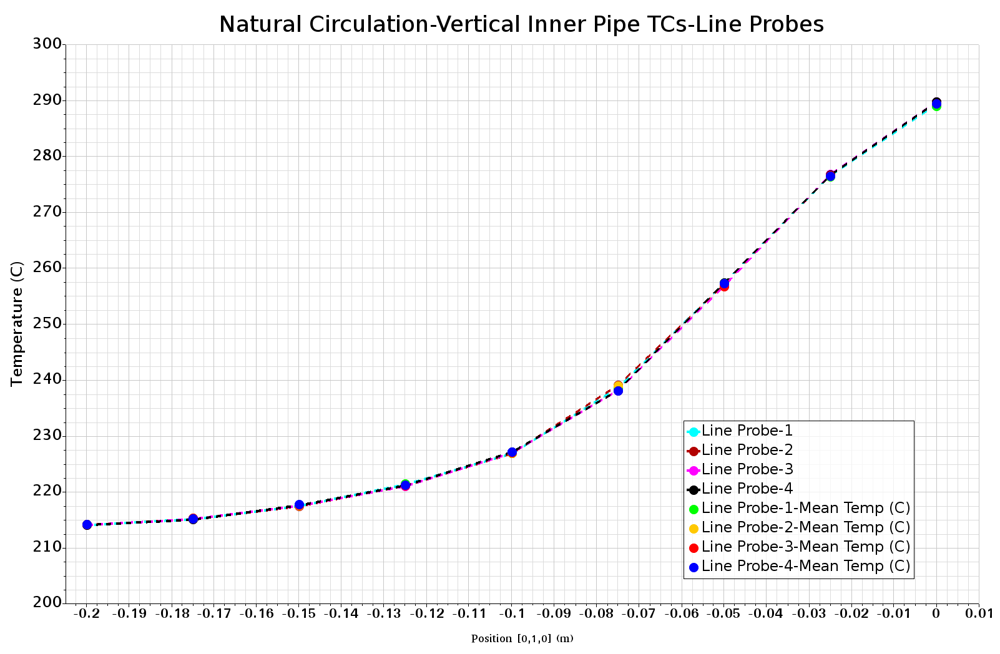 Natural Circulation-Vertical Inner Pipe TCs-Line Probes
300
290
280
270
260
250
240
230
220
210
200
Temperature (C)
-0.2 -0.19 -0.18 -0.17 -0.16 -0.15 -0.14 -0.13 -0.12 -0.11 -0.1 -0.09 -0.08 -0.07 -0.06 -0.05 -0.04 -0.03 -0.02 -0.01 0 0.01
Position [0,1,0] (m)
Line Probe-1
Line Probe-2
Line Probe-3
Line Probe-4
Line Probe-1-Mean Temp (C)
Line Probe-2-Mean Temp (C)
Line Probe-3-Mean Temp (C)
Line Probe-4-Mean Temp (C)